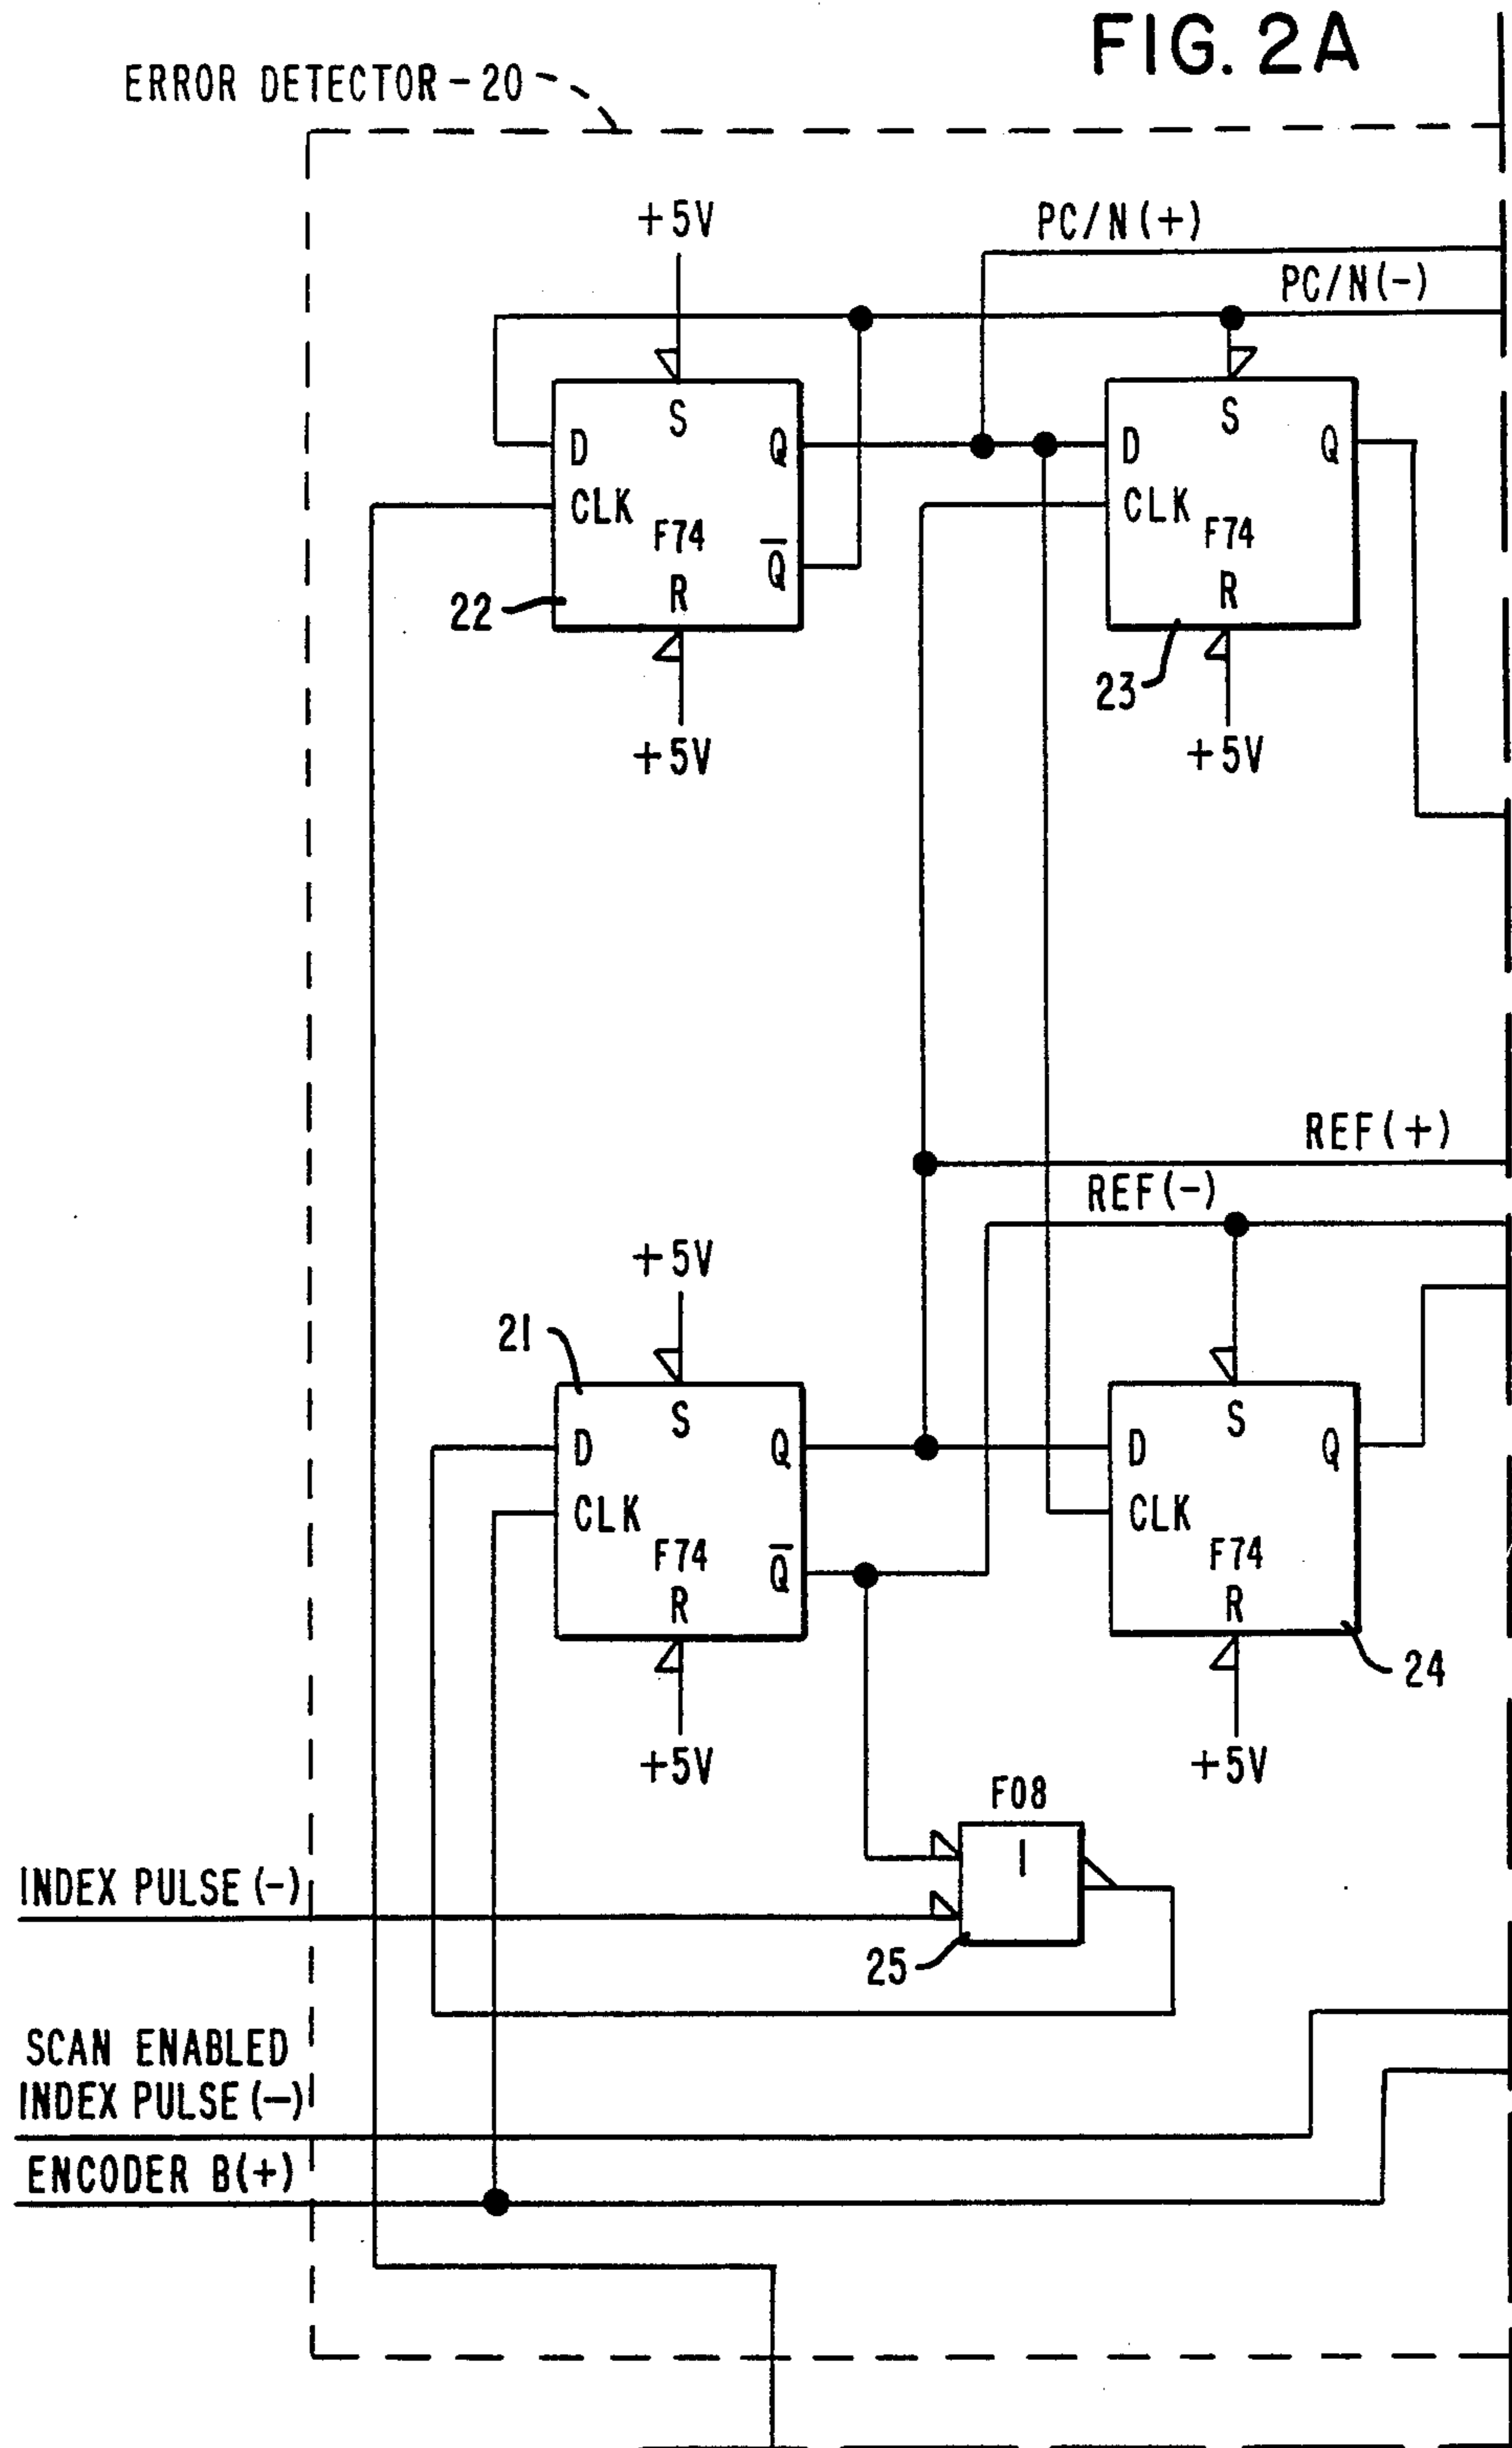 FIG. 2A
ERROR DETECTOR-20
+5V
PC/N(+)
PC/N(-)
S
D
Q
CLK
F74
Q̅
R
22
+5V
S
D
Q
CLK
F74
R
23
+5V
REF(+)
REF(-)
+5V
21
S
D
Q
CLK
F74
Q̅
R
+5V
S
D
Q
CLK
F74
R
24
+5V
F08
1
25
INDEX PULSE(-)
SCAN ENABLED
INDEX PULSE(-)
ENCODER B(+)